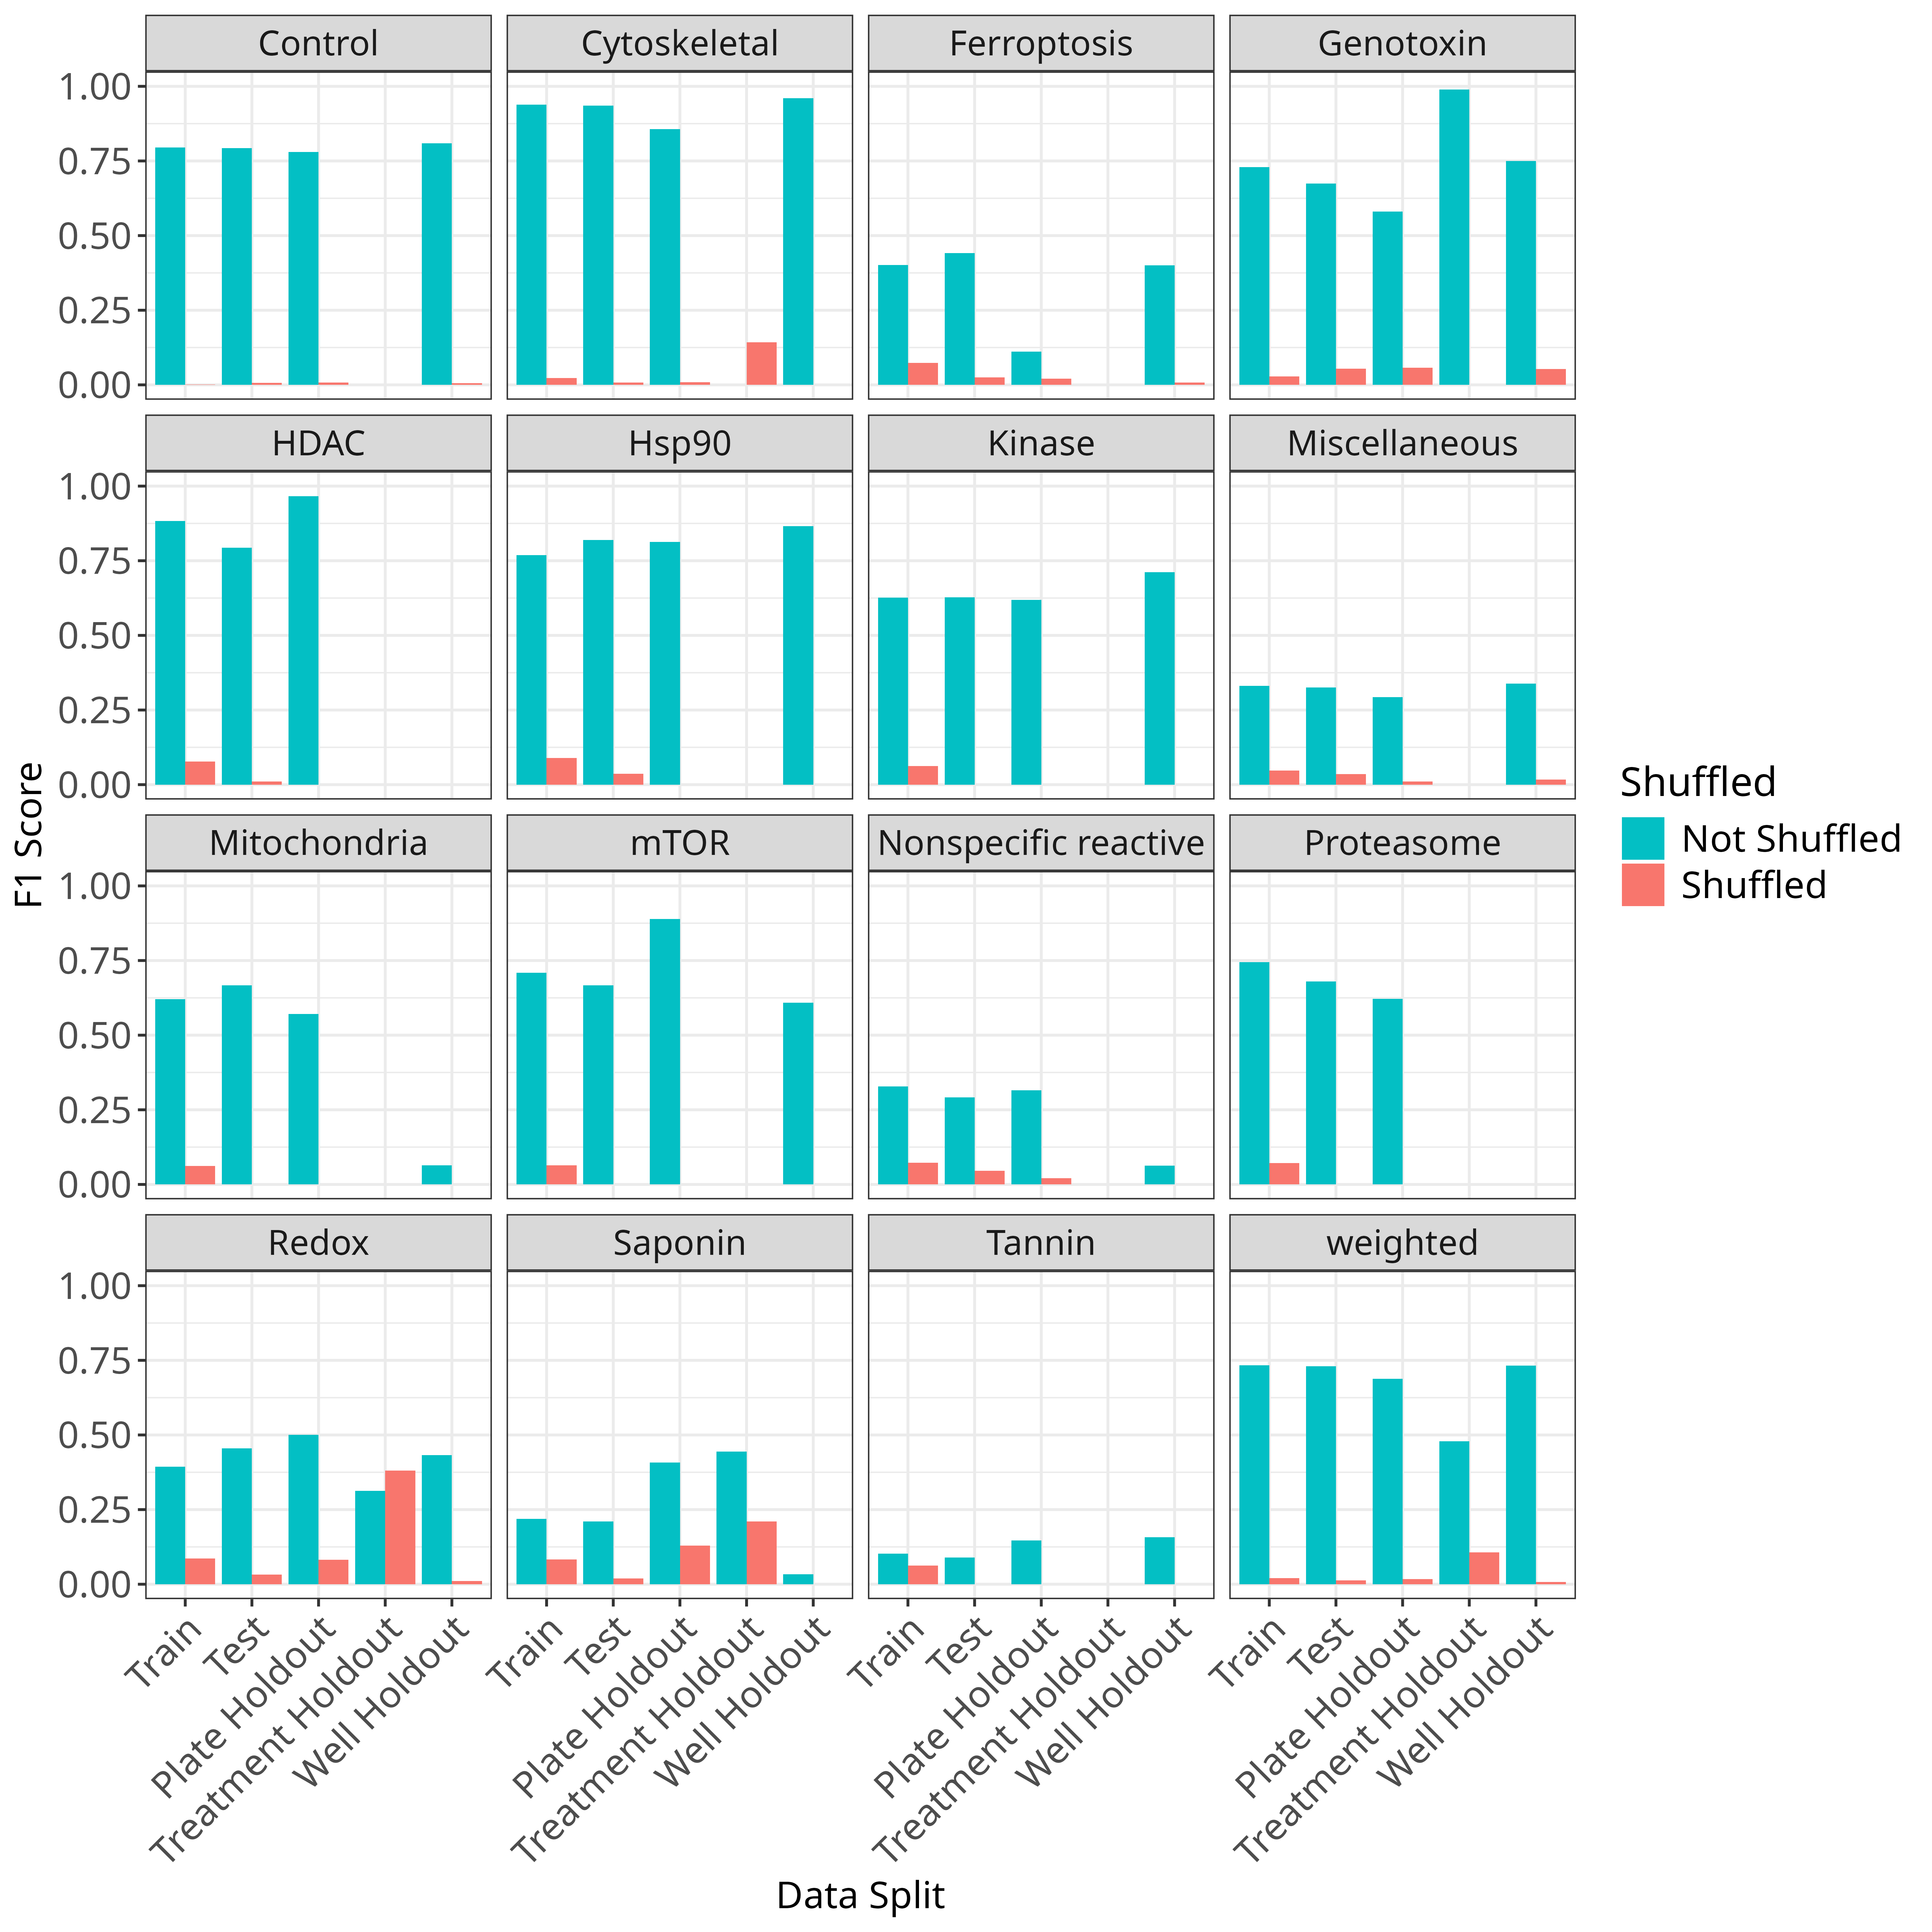 Control Cytoskeletal Ferroptosis Genotoxin
1.00
0.75
0.50
0.25
0.00
HDAC Hsp90 Kinase Miscellaneous
1.00
0.75
0.50
0.25
0.00
Mitochondria mTOR Nonspecific reactive Proteasome
1.00
0.75
0.50
0.25
0.00
Redox Saponin Tannin weighted
1.00
0.75
0.50
0.25
0.00
Train Test Plate Holdout Treatment Holdout Well Holdout
Train Test Plate Holdout Treatment Holdout Well Holdout
Train Test Plate Holdout Treatment Holdout Well Holdout
Train Test Plate Holdout Treatment Holdout Well Holdout
F1 Score
Data Split
Shuffled
Not Shuffled
Shuffled